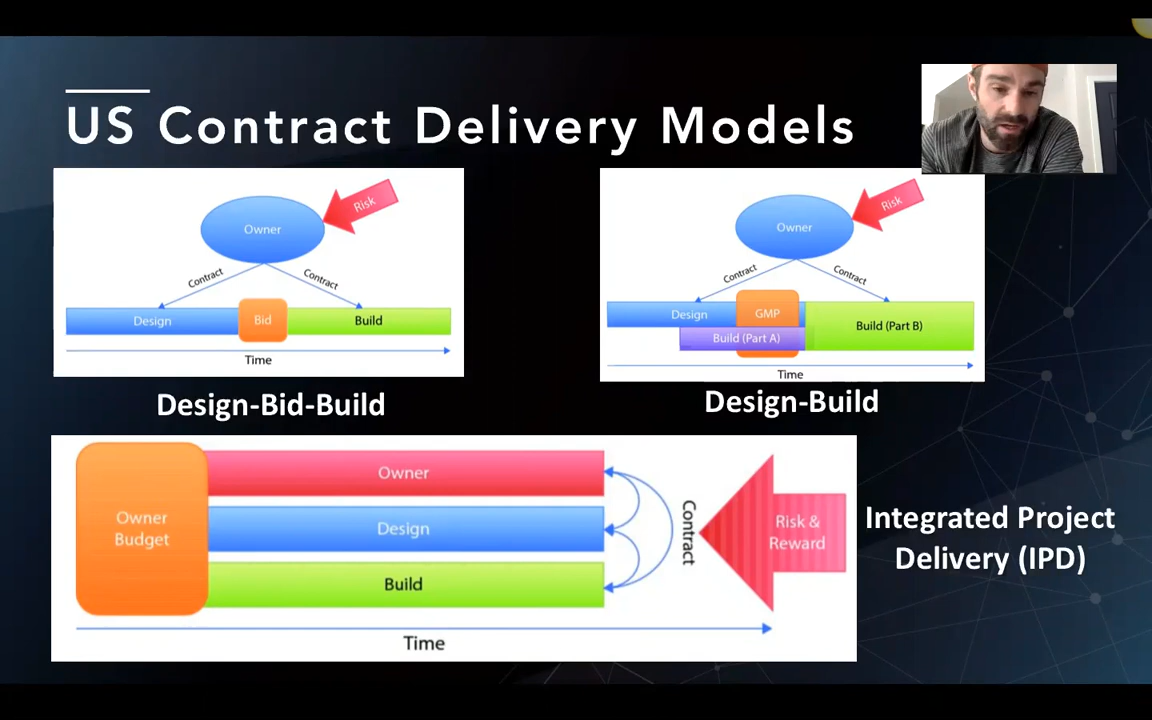 US Contract Delivery Models
Risk
Owner
Contract
Contract
Design
Bid
Build
Time
Design-Bid-Build
Risk
Owner
Contract
Contract
Design
GMP
Build (Part A)
Build (Part B)
Time
Design-Build
Owner
Budget
Owner
Design
Build
Contract
Risk &
Reward
Time
Integrated Project
Delivery (IPD)